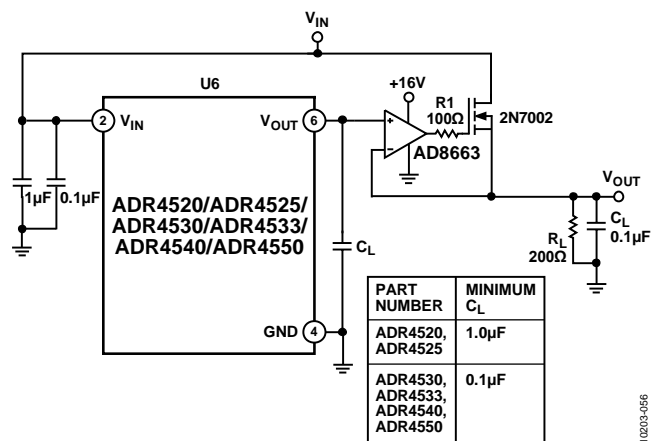 VIN
U6
+16V
R1
100Ω
2N7002
2 VIN
VOUT 6
+
−
AD8663
1µF 0.1µF
ADR4520/ADR4525/
ADR4530/ADR4533/
ADR4540/ADR4550
CL
VOUT
RL
200Ω
CL
0.1µF
GND 4
PART
NUMBER
MINIMUM
CL
ADR4520,
ADR4525
1.0µF
ADR4530,
ADR4533,
ADR4540,
ADR4550
0.1µF
10203-056